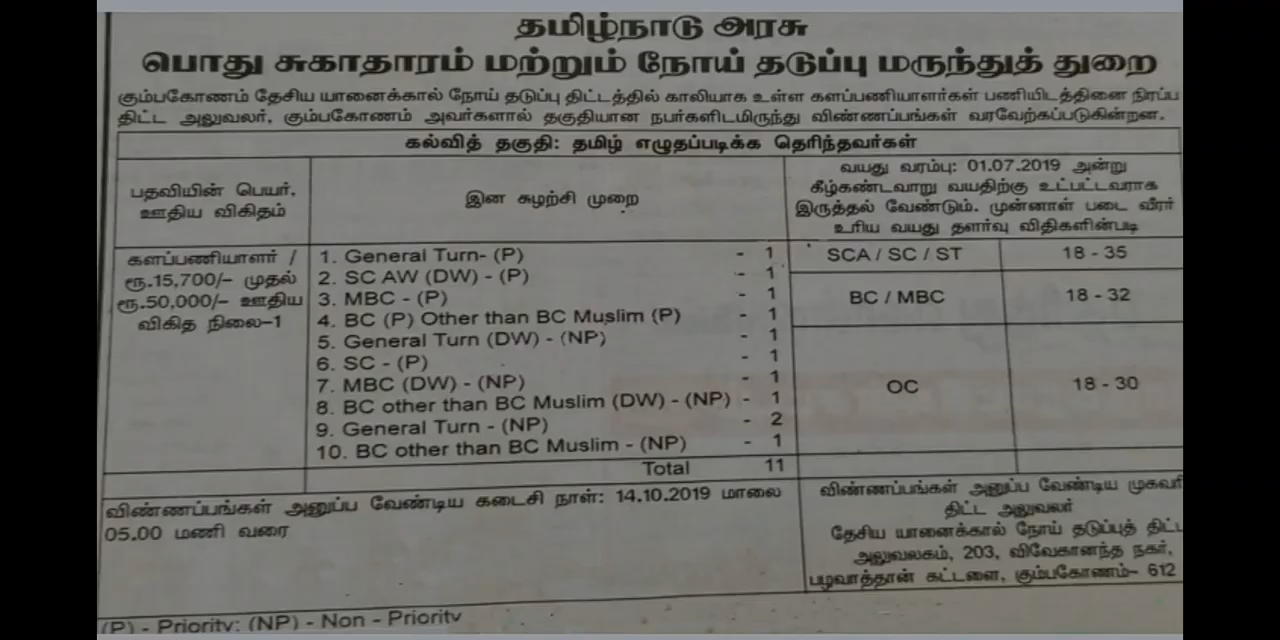 தமிழ்நாடு அரசு
பொது சுகாதாரம் மற்றும் நோய் தடுப்பு மருந்துத் துறை
கும்பகோணம் தேசிய யானைக்கால் நோய் தடுப்பு திட்டத்தில் காலியாக உள்ள களப்பணியாளர்கள் பணியிடத்தினை நிரப்ப
திட்ட அலுவலர், கும்பகோணம் அவர்களால் தகுதியான நபர்களிடமிருந்து விண்ணப்பங்கள் வரவேற்கப்படுகின்றன.
கல்வித் தகுதி: தமிழ் எழுதப்படிக்க தெரிந்தவர்கள்
பதவியின் பெயர்.
ஊதிய விகிதம்
இன சுழற்சி முறை
வயது வரம்பு: 01.07.2019 அன்று
கீழ்கண்டவாறு வயதிற்கு உட்பட்டவராக
இருத்தல் வேண்டும். முன்னாள் படை வீரர்
உரிய வயது தளர்வு விதிகளின்படி
களப்பணியாளர் /
ரூ.15,700/- முதல்
ரூ.50,000/- ஊதிய
விகித நிலை-1
1. General Turn- (P) - 1
2. SC AW (DW) - (P) - 1
3. MBC - (P) - 1
4. BC (P) Other than BC Muslim (P) - 1
5. General Turn (DW) - (NP) - 1
6. SC - (P) - 1
7. MBC (DW) - (NP) - 1
8. BC other than BC Muslim (DW) - (NP) - 1
9. General Turn - (NP) - 2
10. BC other than BC Muslim - (NP) - 1
Total 11
SCA / SC / ST 18 - 35
BC / MBC 18 - 32
OC 18 - 30
விண்ணப்பங்கள் அனுப்ப வேண்டிய கடைசி நாள்: 14.10.2019 மாலை
05.00 மணி வரை
விண்ணப்பங்கள் அனுப்ப வேண்டிய முகவரி
திட்ட அலுவலர்
தேசிய யானைக்கால் நோய் தடுப்புத் திட்ட
அலுவலகம், 203, விவேகானந்த நகர்,
பழவாத்தான் கட்டளை, கும்பகோணம்- 612
(P) - Priority: (NP) - Non - Priority